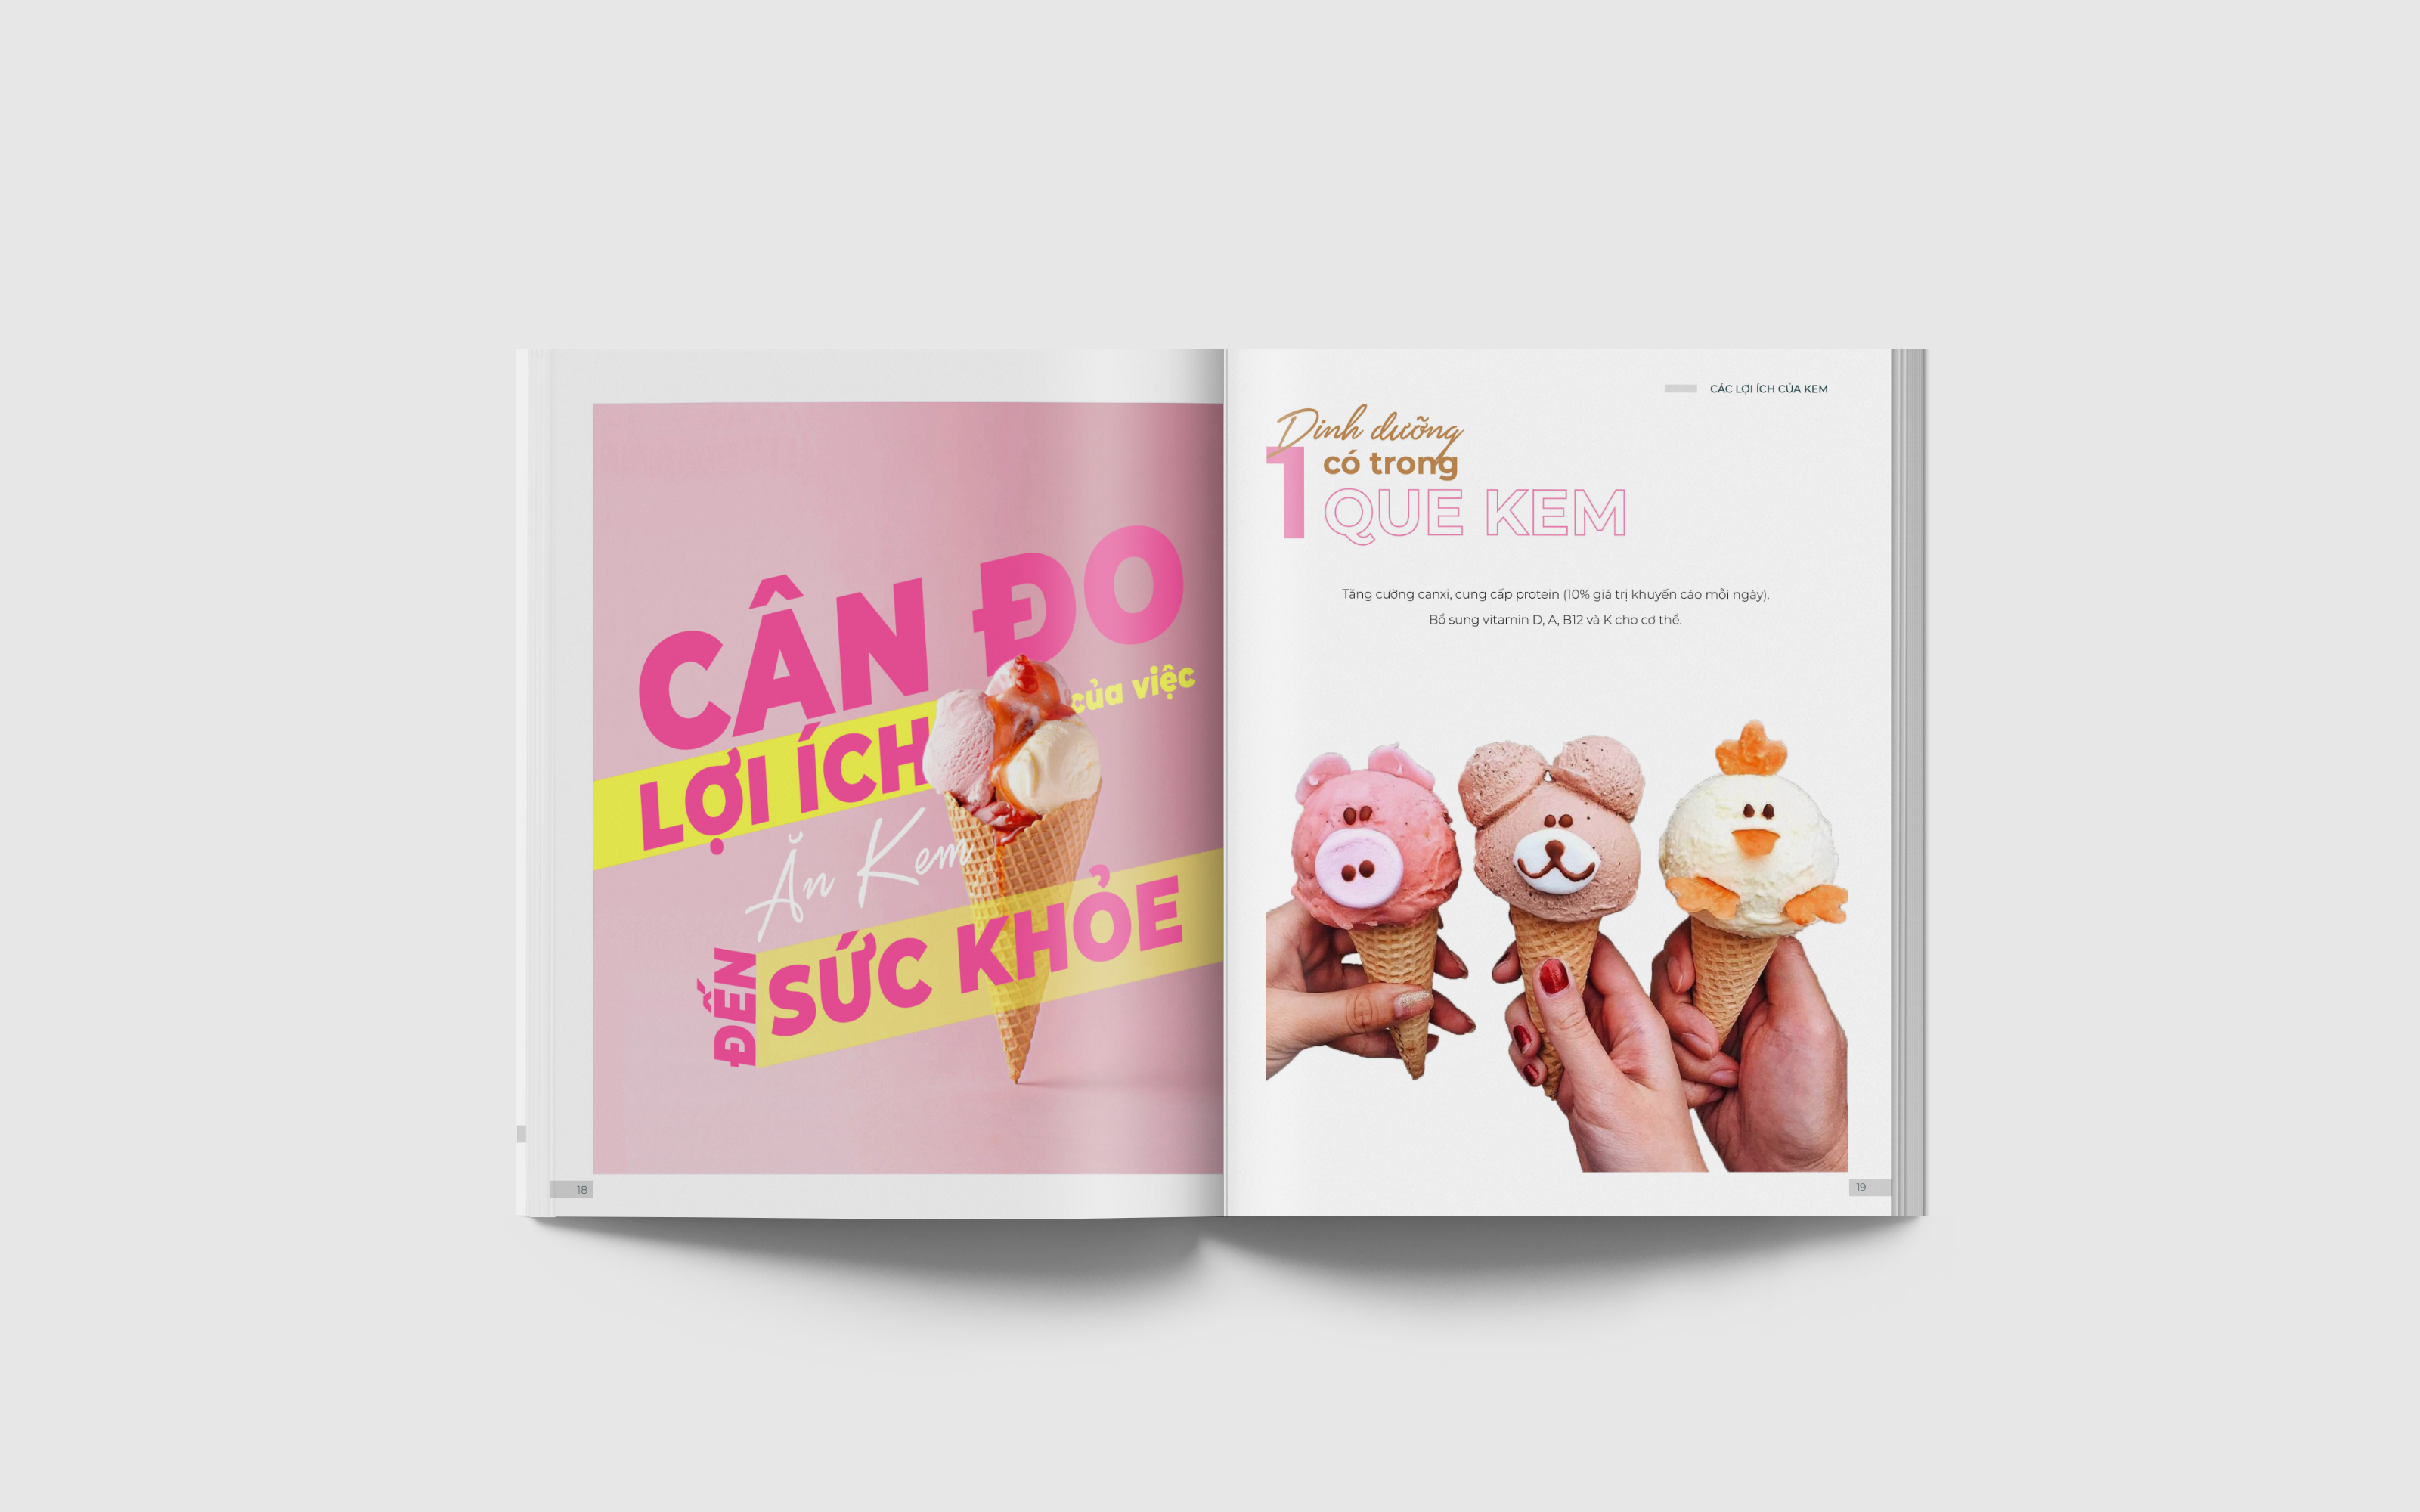 CÂN ĐO
của việc
LỢI ÍCH
Ăn Kem
ĐẾN
SỨC KHỎE
18
CÁC LỢI ÍCH CỦA KEM
Dinh dưỡng
1 có trong
QUE KEM
Tăng cường canxi, cung cấp protein (10% giá trị khuyến cáo mỗi ngày).
Bổ sung vitamin D, A, B12 và K cho cơ thể.
19